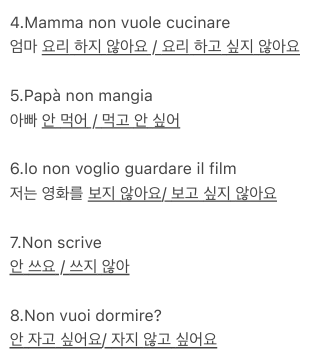 4.Mamma non vuole cucinare
엄마 요리 하지 않아요 / 요리 하고 싶지 않아요
5.Papà non mangia
아빠 안 먹어 / 먹고 안 싶어
6.Io non voglio guardare il film
저는 영화를 보지 않아요/ 보고 싶지 않아요
7.Non scrive
안 쓰요 / 쓰지 않아
8.Non vuoi dormire?
안 자고 싶어요/ 자지 않고 싶어요